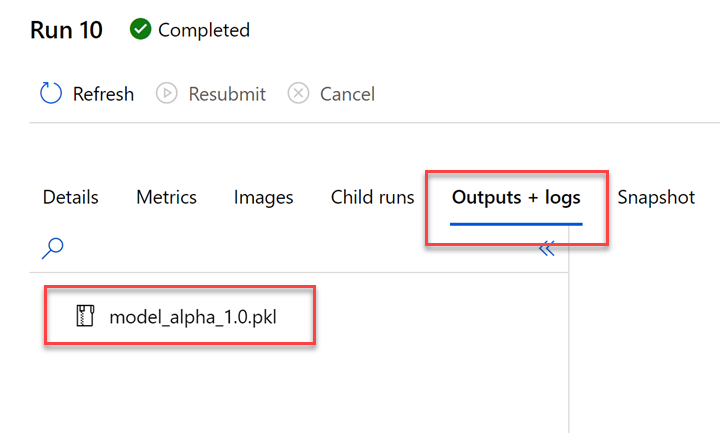 Run 10 Completed
Refresh Resubmit Cancel
Details Metrics Images Child runs Outputs + logs Snapshot
model_alpha_1.0.pkl